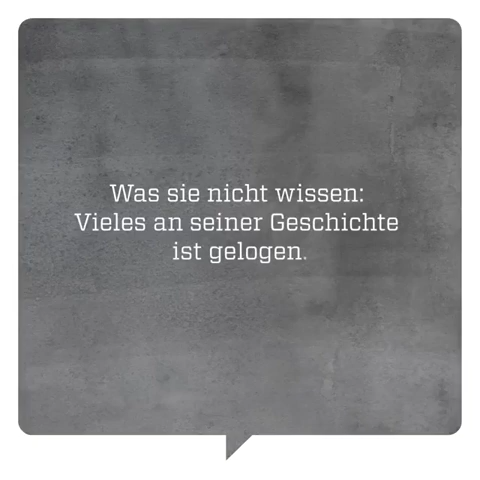 Was sie nicht wissen:
Vieles an seiner Geschichte
ist gelogen.